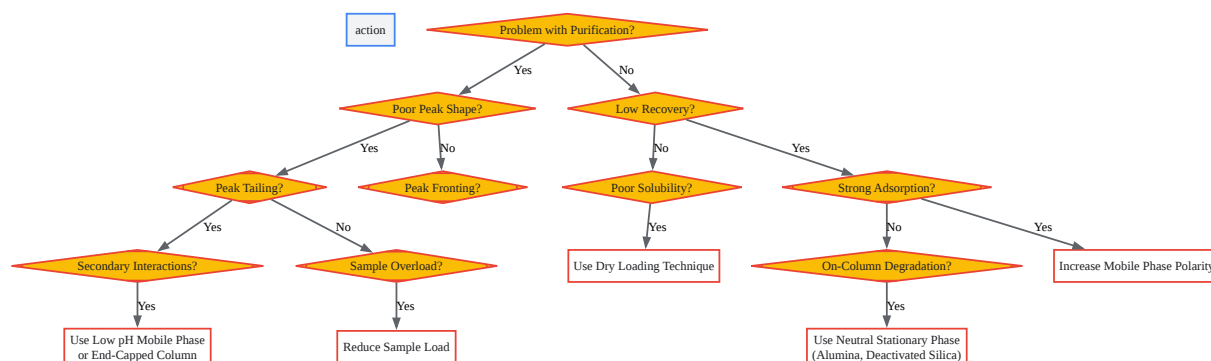 action
Problem with Purification?
Yes
No
Poor Peak Shape?
Low Recovery?
Yes
No
No
Yes
Peak Tailing?
Peak Fronting?
Poor Solubility?
Strong Adsorption?
Yes
No
Yes
No
Yes
Secondary Interactions?
Sample Overload?
Use Dry Loading Technique
On-Column Degradation?
Increase Mobile Phase Polarity
Yes
Yes
Yes
Use Low pH Mobile Phase
or End-Capped Column
Reduce Sample Load
Use Neutral Stationary Phase
(Alumina, Deactivated Silica)